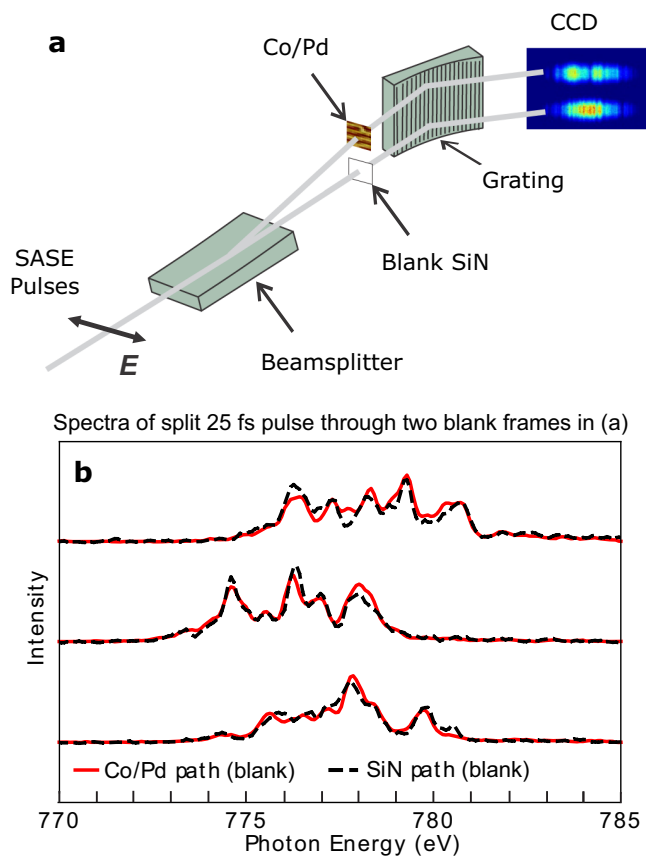 a
Co/Pd
CCD
Grating
Blank SiN
SASE
Pulses
E
Beamsplitter
Spectra of split 25 fs pulse through two blank frames in (a)
b
Intensity
Co/Pd path (blank)
SiN path (blank)
770
775
780
785
Photon Energy (eV)